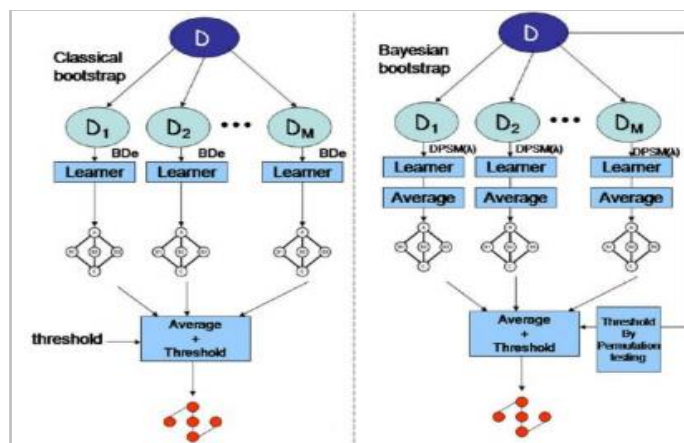 D
Classical
bootstrap
D1 D2 ••• DM
BDe BDe BDe
Learner Learner Learner
threshold
Average
+
Threshold
D
Bayesian
bootstrap
D1 D2 ••• DM
DPSM(λ) DPSM(λ) DPSM(λ)
Learner Learner Learner
Average Average Average
Average
+
Threshold
Threshold
By
Permutation
testing